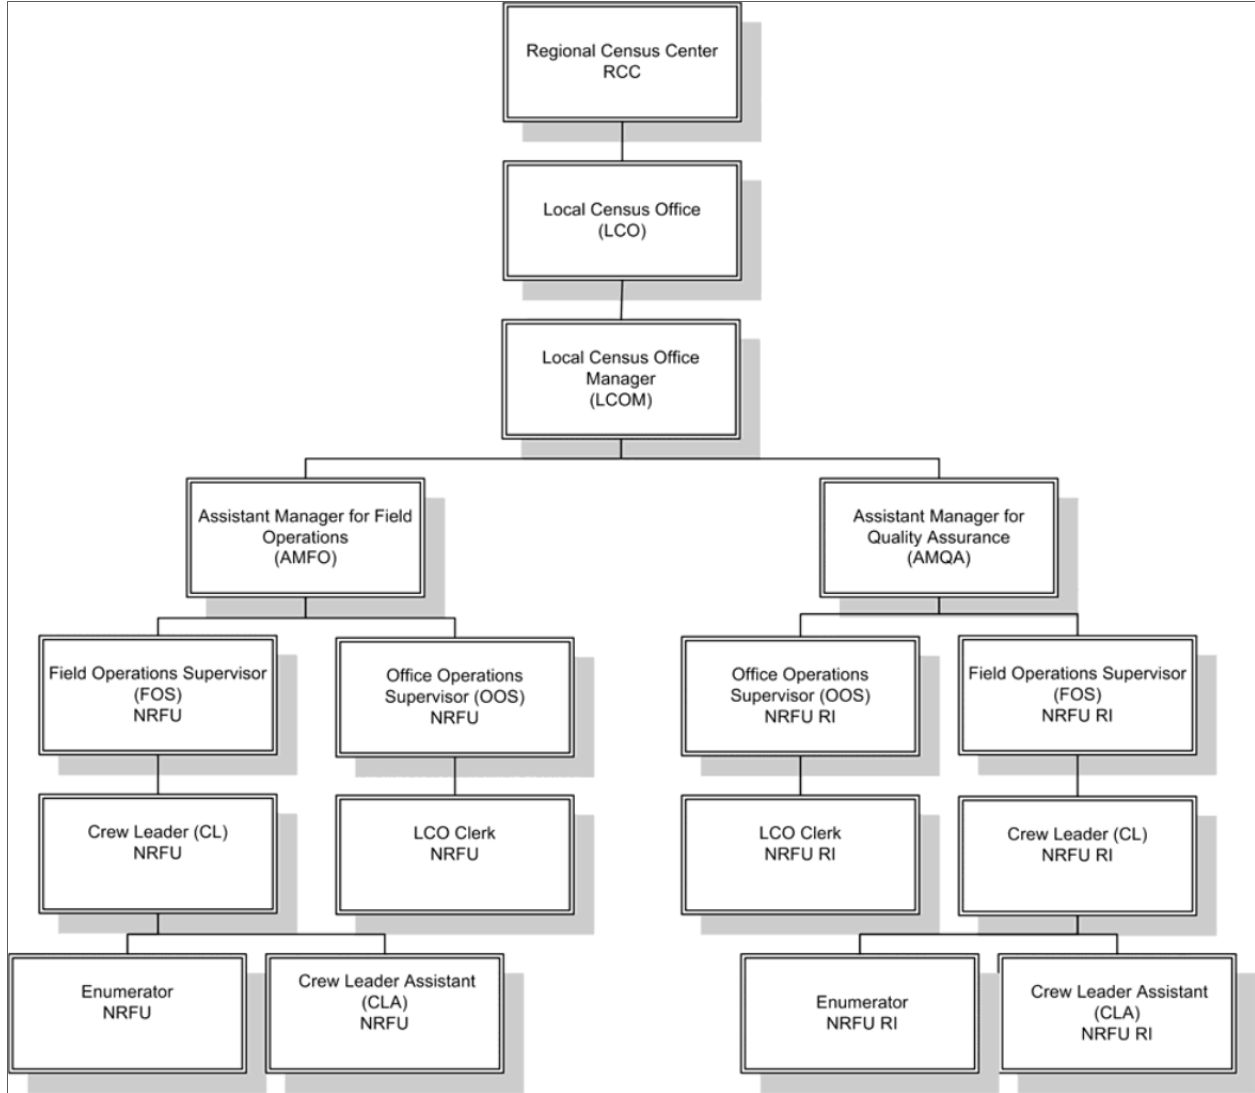 Regional Census Center
RCC
Local Census Office
(LCO)
Local Census Office
Manager
(LCOM)
Assistant Manager for Field
Operations
(AMFO)
Assistant Manager for
Quality Assurance
(AMQA)
Field Operations Supervisor
(FOS)
NRFU
Office Operations
Supervisor (OOS)
NRFU
Office Operations
Supervisor (OOS)
NRFU RI
Field Operations Supervisor
(FOS)
NRFU RI
Crew Leader (CL)
NRFU
LCO Clerk
NRFU
LCO Clerk
NRFU RI
Crew Leader (CL)
NRFU RI
Enumerator
NRFU
Crew Leader Assistant
(CLA)
NRFU
Enumerator
NRFU RI
Crew Leader Assistant
(CLA)
NRFU RI